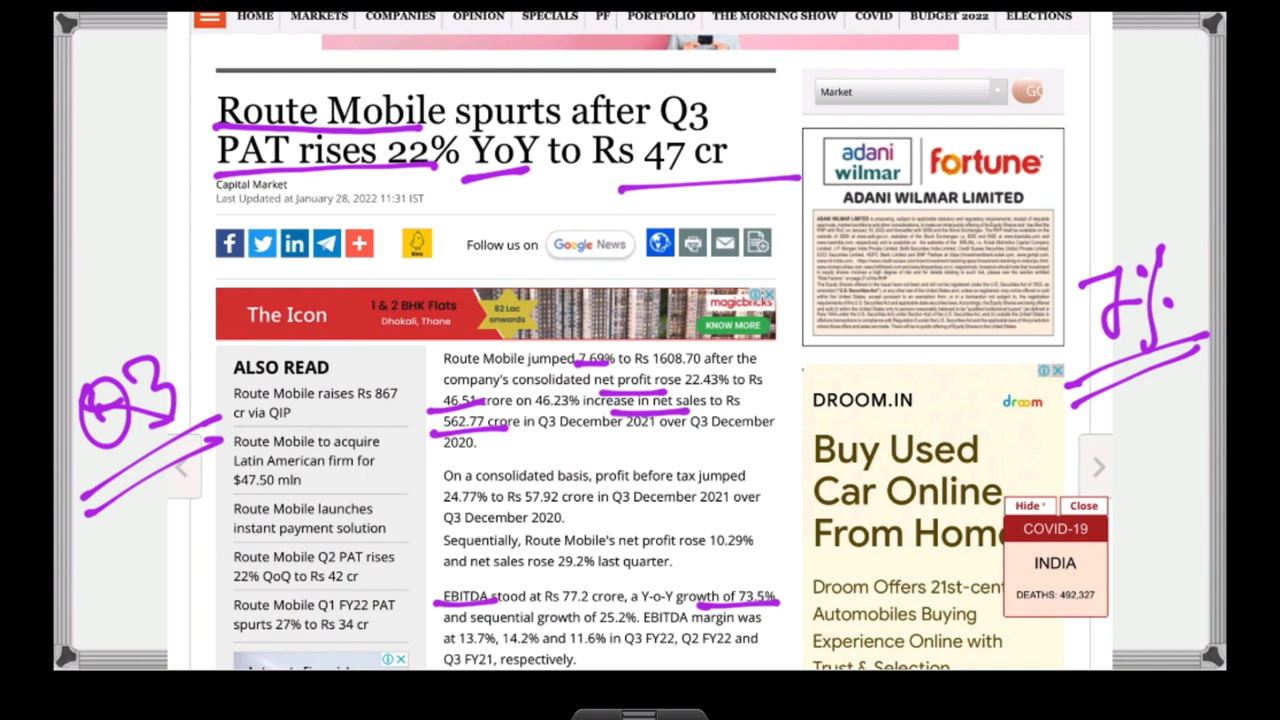 HOME MARKETS COMPANIES OPINION SPECIALS PF PORTFOLIO THE MORNING SHOW COVID BUDGET 2022 ELECTIONS
Route Mobile spurts after Q3
PAT rises 22% YoY to Rs 47 cr
Capital Market
Last Updated at January 28, 2022 11:31 IST
Follow us on Google News
The Icon
1 & 2 BHK Flats
Dhokali, Thane
82 Lac
onwards
magicbricks
KNOW MORE
ALSO READ
Route Mobile raises Rs 867
cr via QIP
Route Mobile to acquire
Latin American firm for
$47.50 mln
Route Mobile launches
instant payment solution
Route Mobile Q2 PAT rises
22% QoQ to Rs 42 cr
Route Mobile Q1 FY22 PAT
spurts 27% to Rs 34 cr
Route Mobile jumped 7.69% to Rs 1608.70 after the
company's consolidated net profit rose 22.43% to Rs
46.51 crore on 46.23% increase in net sales to Rs
562.77 crore in Q3 December 2021 over Q3 December
2020.
On a consolidated basis, profit before tax jumped
24.77% to Rs 57.92 crore in Q3 December 2021 over
Q3 December 2020.
Sequentially, Route Mobile's net profit rose 10.29%
and net sales rose 29.2% last quarter.
EBITDA stood at Rs 77.2 crore, a Y-o-Y growth of 73.5%
and sequential growth of 25.2%. EBITDA margin was
at 13.7%, 14.2% and 11.6% in Q3 FY22, Q2 FY22 and
Q3 FY21, respectively.
Market
GO
adani
wilmar
fortune
ADANI WILMAR LIMITED
DROOM.IN
droom
Buy Used
Car Online
From Home
Droom Offers 21st-cent
Automobiles Buying
Experience Online with
Trust & Selection
Hide
Close
COVID-19
INDIA
DEATHS: 492,327
Q3
7%